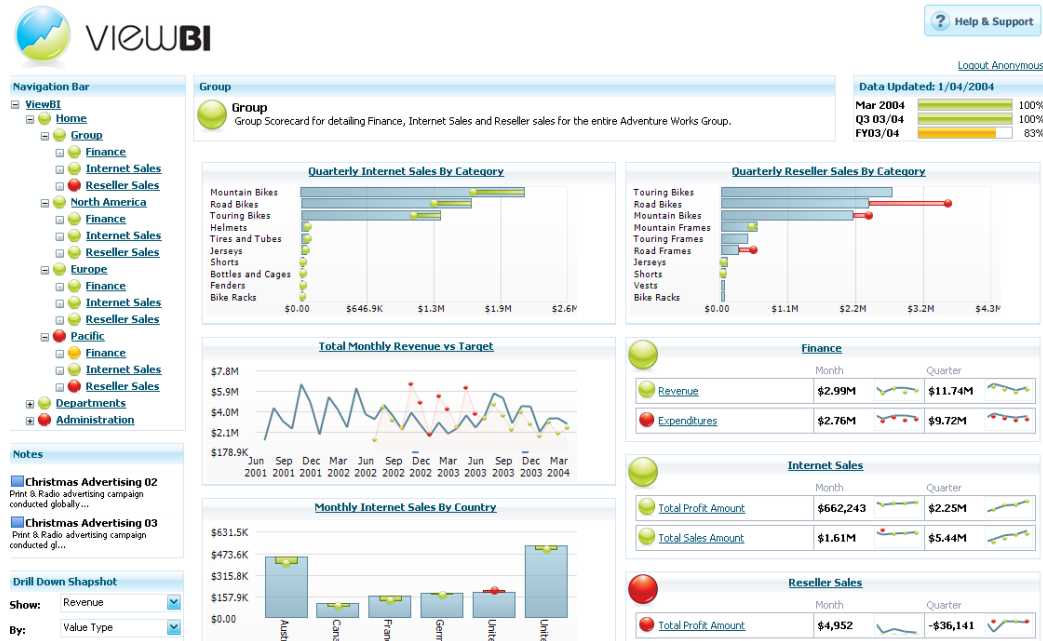 VIEWBI
Help & Support
Logout Anonymous
Navigation Bar
ViewBI
Home
Group
Finance
Internet Sales
Reseller Sales
North America
Finance
Internet Sales
Reseller Sales
Europe
Finance
Internet Sales
Reseller Sales
Pacific
Finance
Internet Sales
Reseller Sales
Departments
Administration
Notes
Christmas Advertising 02
Print & Radio advertising campaign
conducted globally...
Christmas Advertising 03
Print & Radio advertising campaign
conducted gl...
Drill Down Shapshot
Show: Revenue
By: Value Type
Group
Group
Group Scorecard for detailing Finance, Internet Sales and Reseller sales for the entire Adventure Works Group.
Data Updated: 1/04/2004
Mar 2004 100%
Q3 03/04 100%
FY03/04 83%
Quarterly Internet Sales By Category
Mountain Bikes
Road Bikes
Touring Bikes
Helmets
Tires and Tubes
Jerseys
Shorts
Bottles and Cages
Fenders
Bike Racks
$0.00 $646.9K $1.3M $1.9M $2.6M
Quarterly Reseller Sales By Category
Touring Bikes
Road Bikes
Mountain Bikes
Mountain Frames
Touring Frames
Road Frames
Jerseys
Shorts
Vests
Bike Racks
$0.00 $1.1M $2.2M $3.2M $4.3M
Total Monthly Revenue vs Target
$7.8M
$5.9M
$4.0M
$2.1M
$178.9K
Jun Sep Dec Mar Jun Sep Dec Mar Jun Sep Dec Mar
2001 2001 2001 2002 2002 2002 2002 2003 2003 2003 2003 2004
Finance
Month Quarter
Revenue $2.99M $11.74M
Expenditures $2.76M $9.72M
Internet Sales
Month Quarter
Total Profit Amount $662,243 $2.25M
Total Sales Amount $1.61M $5.44M
Monthly Internet Sales By Country
$631.5K
$473.6K
$315.8K
$157.9K
$0.00
Aust Cana Fran Gern Unite Unite
Reseller Sales
Month Quarter
Total Profit Amount $4,952 -$36,141